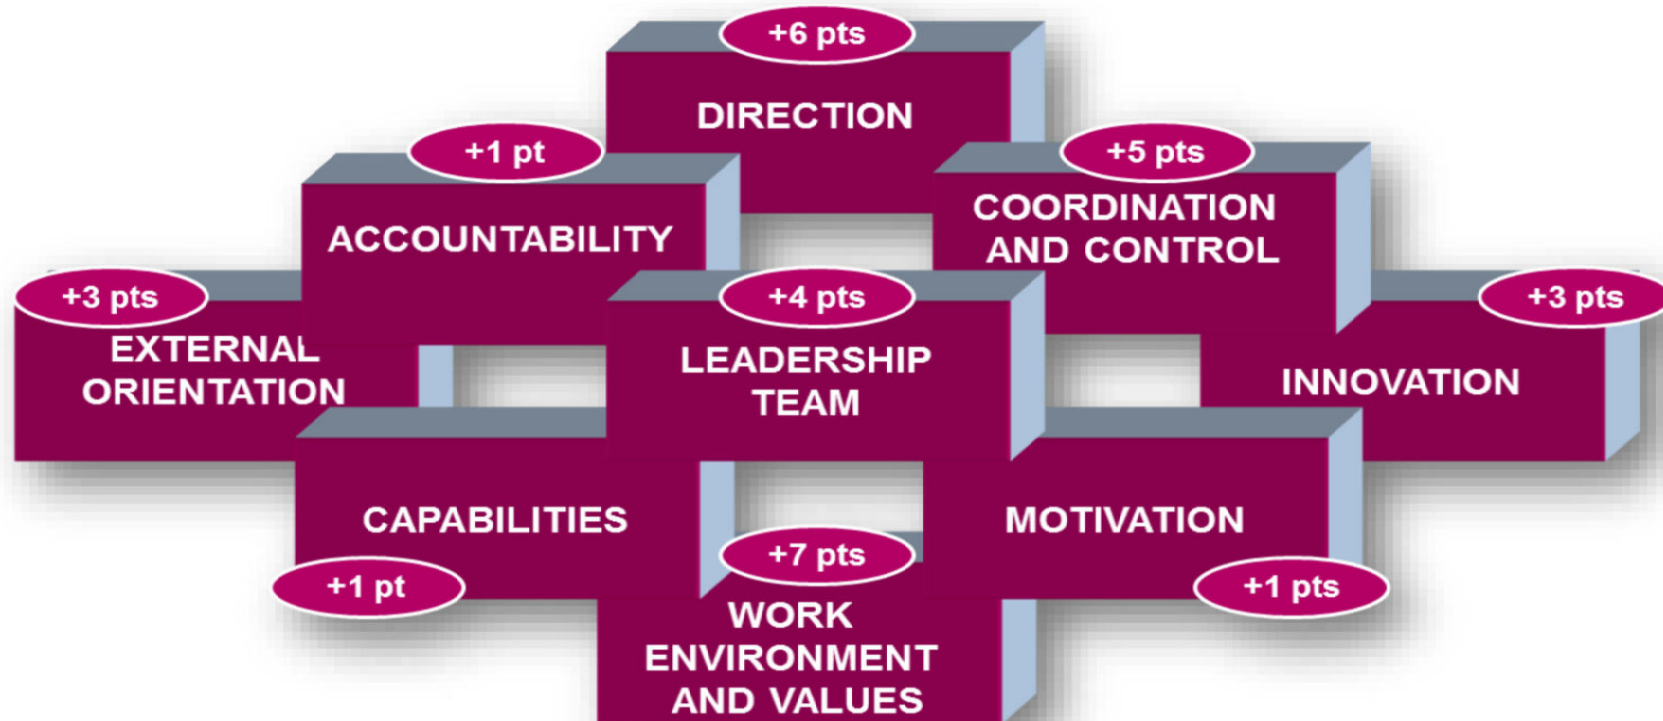 +6 pts
DIRECTION
+1 pt
ACCOUNTABILITY
+5 pts
COORDINATION
AND CONTROL
+3 pts
EXTERNAL
ORIENTATION
+4 pts
LEADERSHIP
TEAM
+3 pts
INNOVATION
CAPABILITIES
+1 pt
MOTIVATION
+1 pts
+7 pts
WORK
ENVIRONMENT
AND VALUES